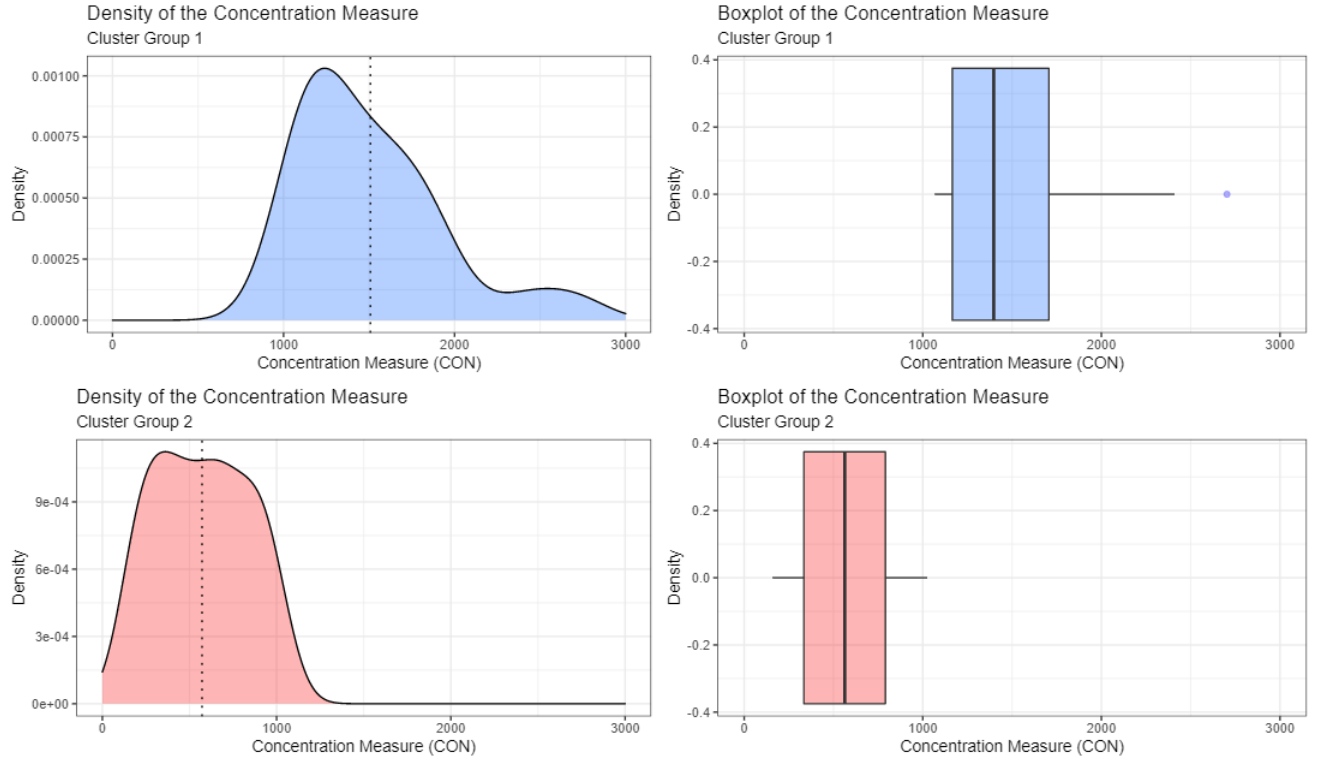 Density of the Concentration Measure
Cluster Group 1
0.00100
0.00075
0.00050
0.00025
0.00000
Density
0 1000 2000 3000
Concentration Measure (CON)
Boxplot of the Concentration Measure
Cluster Group 1
0.4
0.2
0.0
-0.2
-0.4
Density
0 1000 2000 3000
Concentration Measure (CON)
Density of the Concentration Measure
Cluster Group 2
9e-04
6e-04
3e-04
0e+00
Density
0 1000 2000 3000
Concentration Measure (CON)
Boxplot of the Concentration Measure
Cluster Group 2
0.4
0.2
0.0
-0.2
-0.4
Density
0 1000 2000 3000
Concentration Measure (CON)